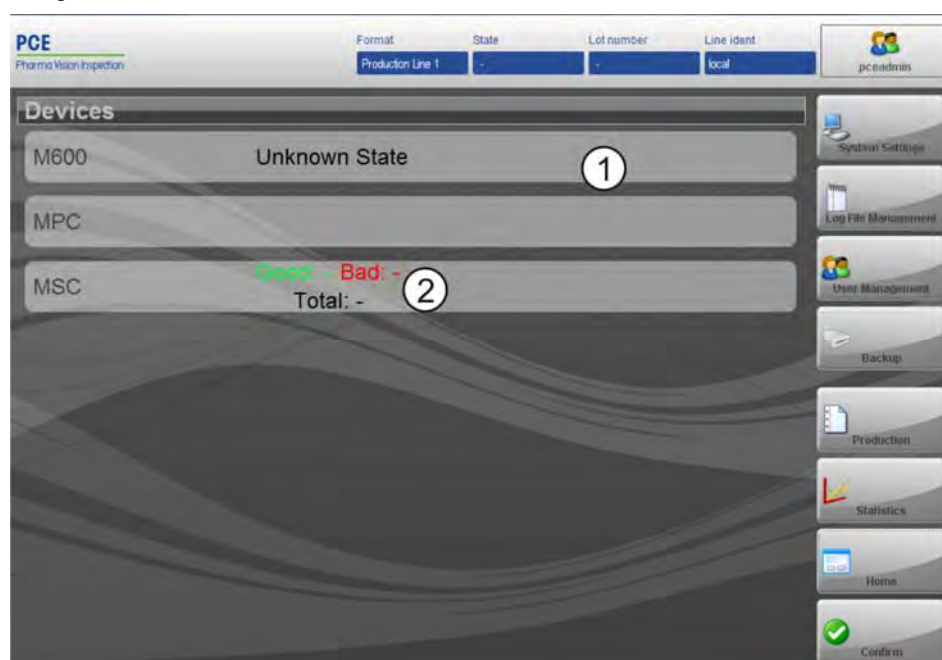 PCE
Pharma Vision Inspection
Format State Lot number Line ident
Production Line 1 - - local
pceadmin
Devices
M600 Unknown State 1
MPC
MSC Good: - Bad: - 2
Total: -
System Settings
Log File Management
User Management
Backup
Production
Statistics
Home
Confirm